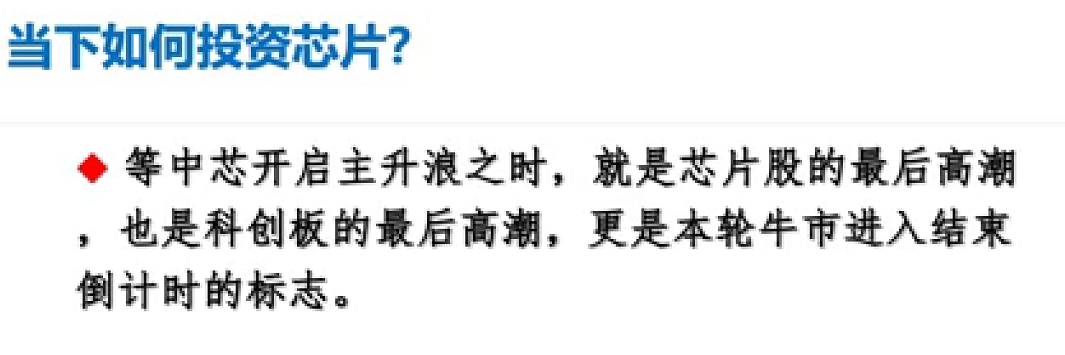 当下如何投资芯片?
◆ 等中芯开启主升浪之时，就是芯片股的最后高潮
，也是科创板的最后高潮，更是本轮牛市进入结束
倒计时的标志。